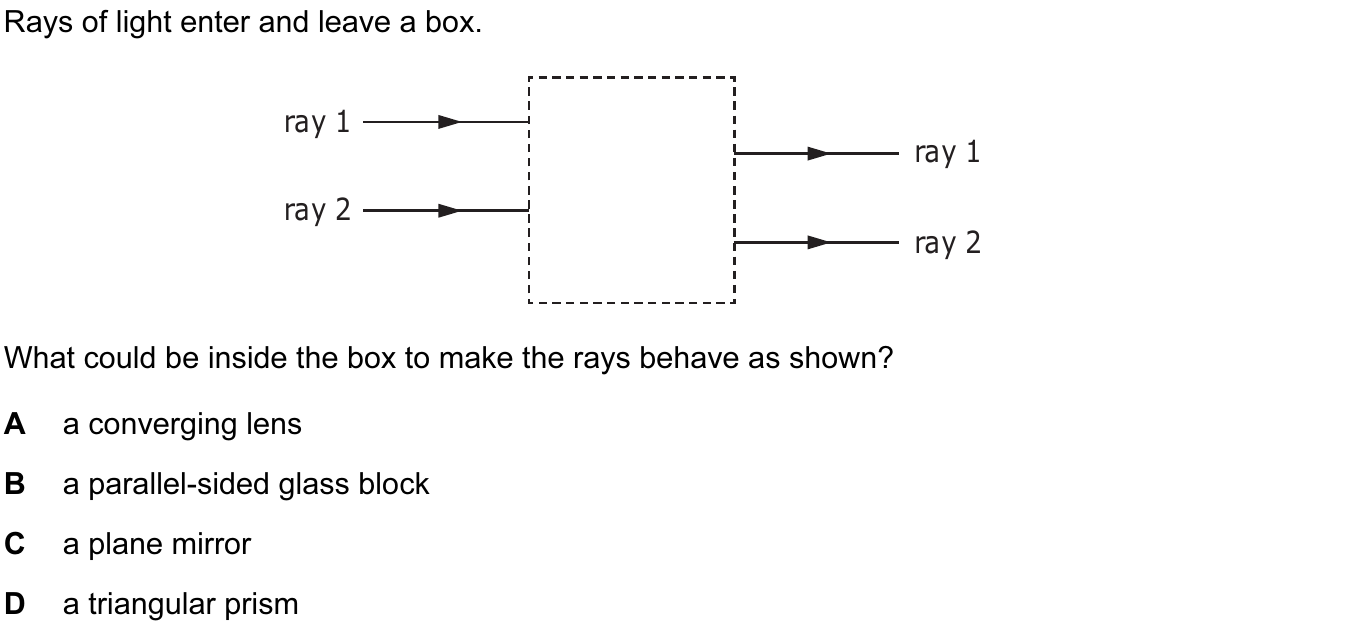 Rays of light enter and leave a box.
ray 1
ray 1
ray 2
ray 2
What could be inside the box to make the rays behave as shown?
A a converging lens
B a parallel-sided glass block
C a plane mirror
D a triangular prism